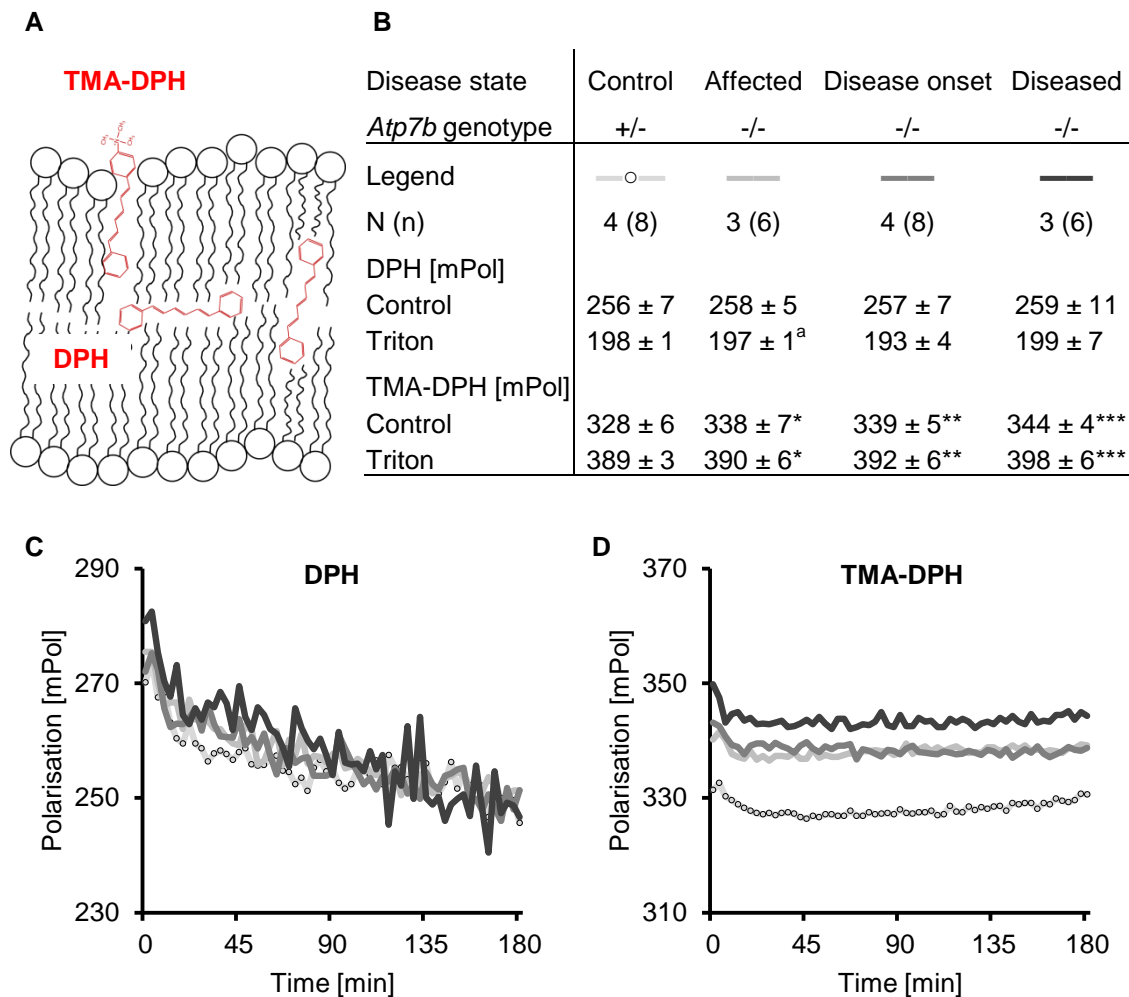 A
TMA-DPH
CH₃
CH₃
CH₃
DPH
B
Disease state Control Affected Disease onset Diseased
Atp7b genotype +/- -/- -/- -/-
Legend
N (n) 4 (8) 3 (6) 4 (8) 3 (6)
DPH [mPol]
Control 256 ± 7 258 ± 5 257 ± 7 259 ± 11
Triton 198 ± 1 197 ± 1ᵃ 193 ± 4 199 ± 7
TMA-DPH [mPol]
Control 328 ± 6 338 ± 7* 339 ± 5** 344 ± 4***
Triton 389 ± 3 390 ± 6* 392 ± 6** 398 ± 6***
C
DPH
Polarisation [mPol]
290
270
250
230
0 45 90 135 180
Time [min]
D
TMA-DPH
Polarisation [mPol]
370
350
330
310
0 45 90 135 180
Time [min]